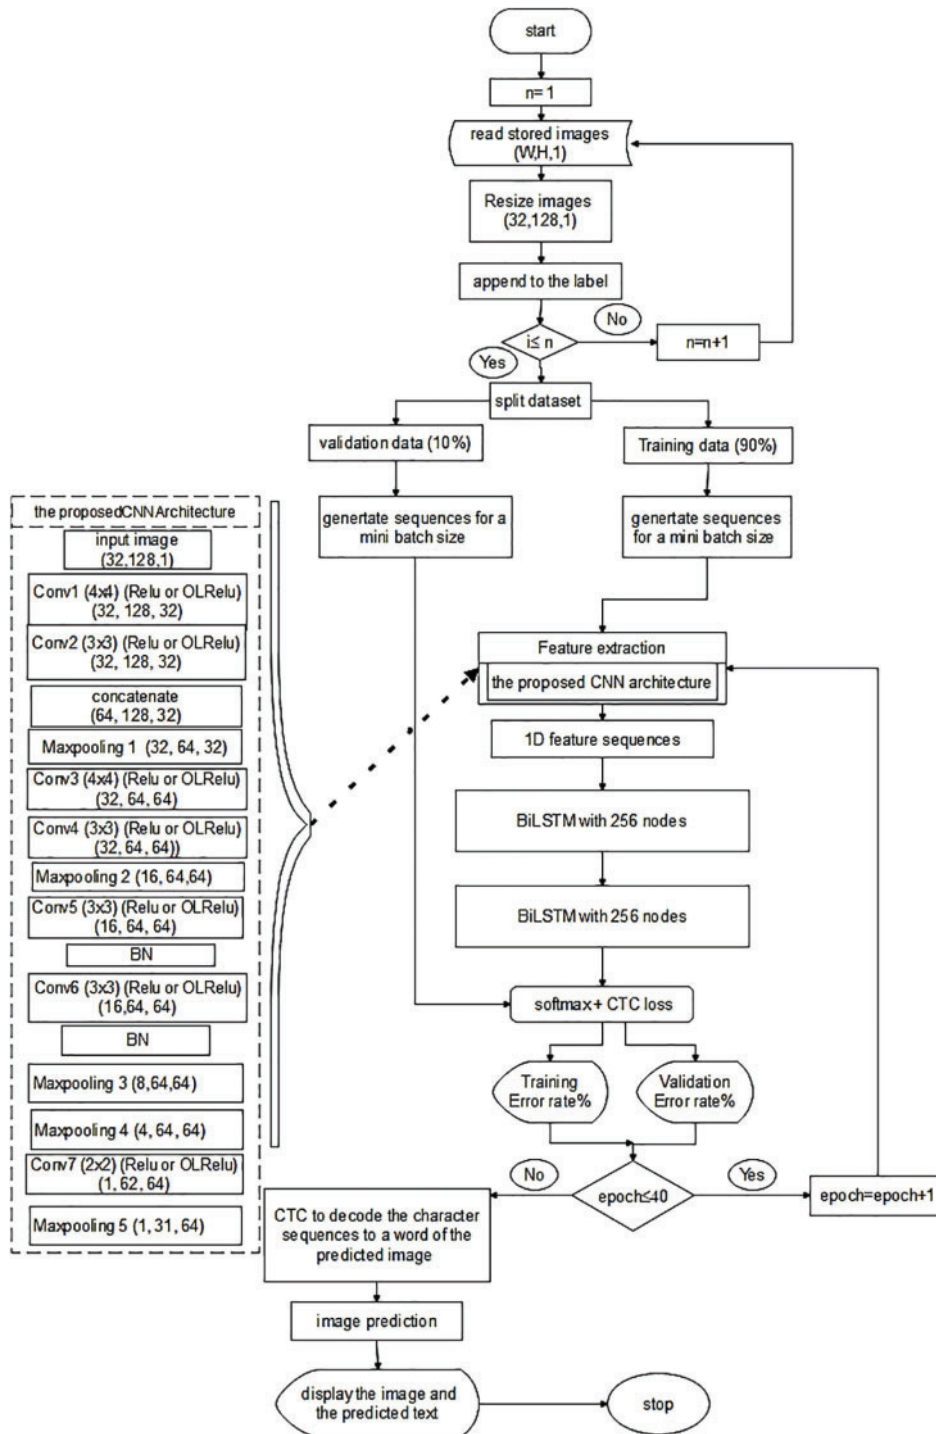 start
n= 1
read stored images
(W,H,1)
Resize images
(32,128,1)
append to the label
i≤ n
No
n=n+1
Yes
split dataset
validation data (10%)
Training data (90%)
genertate sequences for a
mini batch size
genertate sequences
for a mini batch size
the proposedCNNArchitecture
input image
(32,128,1)
Conv1 (4x4) (Relu or OLRelu)
(32, 128, 32)
Conv2 (3x3) (Relu or OLRelu)
(32, 128, 32)
concatenate
(64, 128, 32)
Maxpooling 1 (32, 64, 32)
Conv3 (4x4) (Relu or OLRelu)
(32, 64, 64)
Conv4 (3x3) (Relu or OLRelu)
(32, 64, 64))
Maxpooling 2 (16, 64,64)
Conv5 (3x3) (Relu or OLRelu)
(16, 64, 64)
BN
Conv6 (3x3) (Relu or OLRelu)
(16,64, 64)
BN
Maxpooling 3 (8,64,64)
Maxpooling 4 (4, 64, 64)
Conv7 (2x2) (Relu or OLRelu)
(1, 62, 64)
Maxpooling 5 (1, 31, 64)
Feature extraction
the proposed CNN architecture
1D feature sequences
BiLSTM with 256 nodes
BiLSTM with 256 nodes
softmax + CTC loss
Training
Error rate%
Validation
Error rate%
No
epoch≤40
Yes
epoch=epoch+1
CTC to decode the character
sequences to a word of the
predicted image
image prediction
display the image and
the predicted text
stop